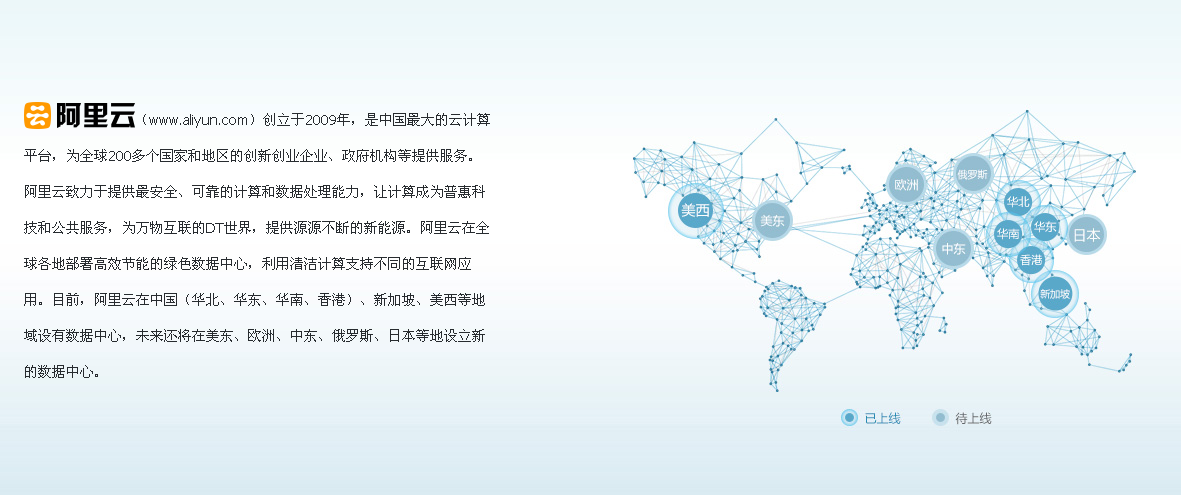 阿里云（www.aliyun.com）创立于2009年，是中国最大的云计算
平台，为全球200多个国家和地区的创新创业企业、政府机构等提供服务。
阿里云致力于提供最安全、可靠的计算和数据处理能力，让计算成为普惠科
技和公共服务，为万物互联的DT世界，提供源源不断的新能源。阿里云在全
球各地部署高效节能的绿色数据中心，利用清洁计算支持不同的互联网应
用。目前，阿里云在中国（华北、华东、华南、香港）、新加坡、美西等地
域设有数据中心，未来还将在美东、欧洲、中东、俄罗斯、日本等地设立新
的数据中心。
俄罗斯
欧洲
华北
美西
美东
华东
华南
日本
中东
香港
新加坡
已上线
待上线